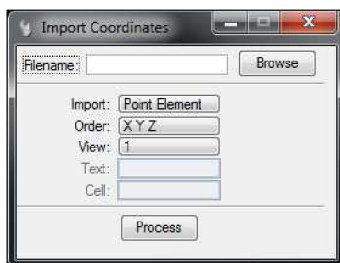 Import Coordinates
Filename: Browse
Import: Point Element
Order: X Y Z
View: 1
Text:
Cell:
Process